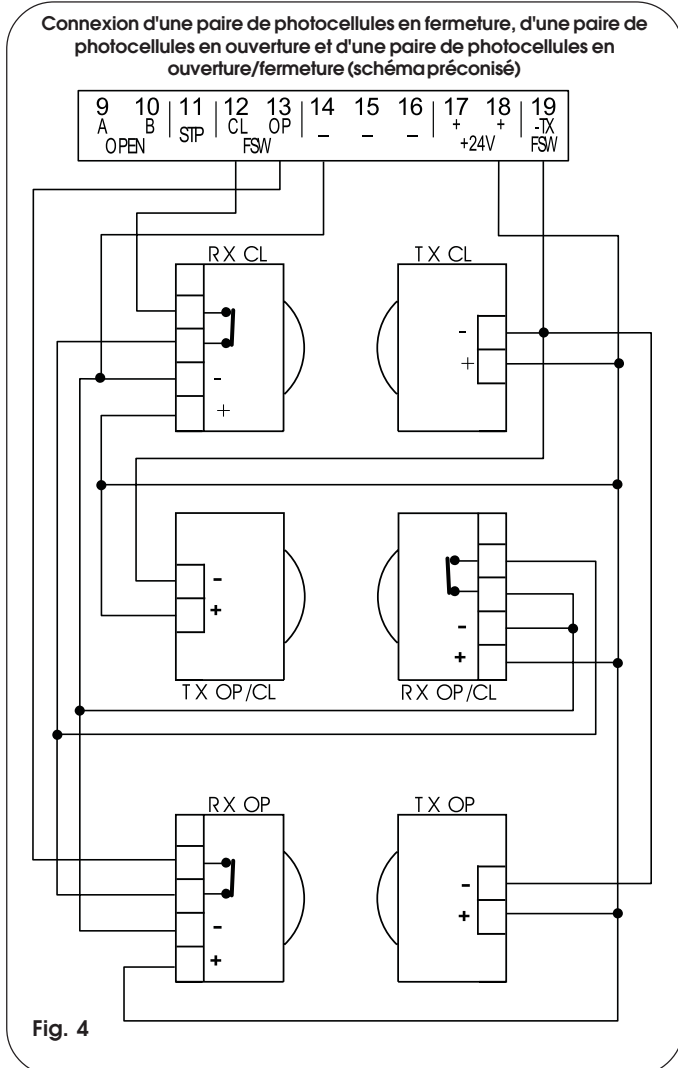 Connexion d'une paire de photocellules en fermeture, d'une paire de
photocellules en ouverture et d'une paire de photocellules en
ouverture/fermeture (schéma préconisé)
9 10 11 12 13 14 15 16 17 18 19
A B STP CL OP – – – + + -TX
OPEN FSW +24V FSW
RX CL TX CL
-
+
-
+
-
+
-
+
TX OP/CL RX OP/CL
RX OP TX OP
-
+
-
+
Fig. 4